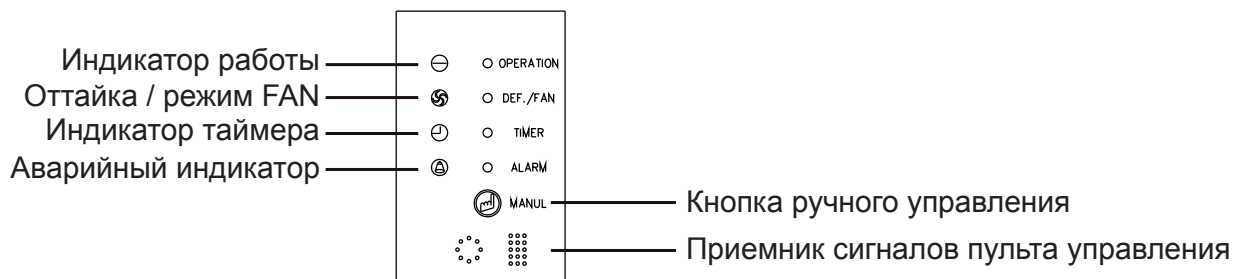 Индикатор работы OPERATION
Оттайка / режим FAN DEF./FAN
Индикатор таймера TIMER
Аварийный индикатор ALARM
MANUL Кнопка ручного управления
Приемник сигналов пульта управления